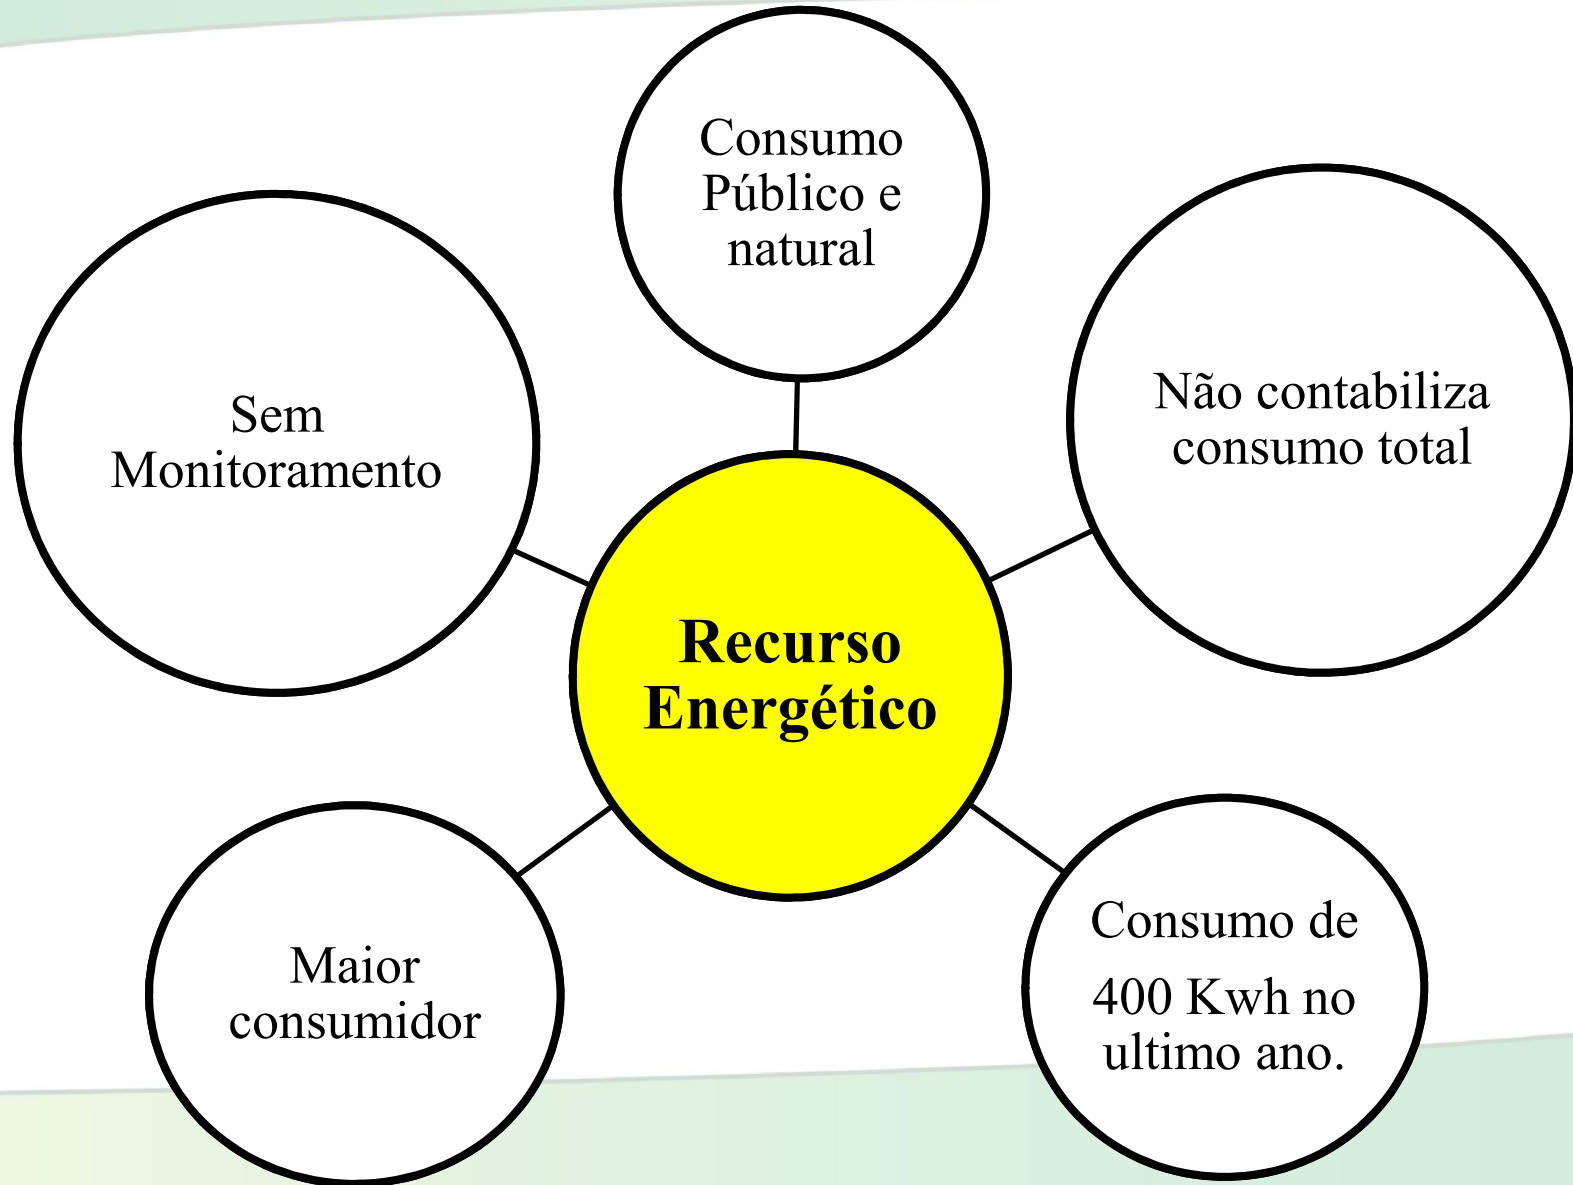 Consumo
Público e
natural
Sem
Monitoramento
Não contabiliza
consumo total
Recurso
Energético
Maior
consumidor
Consumo de
400 Kwh no
ultimo ano.